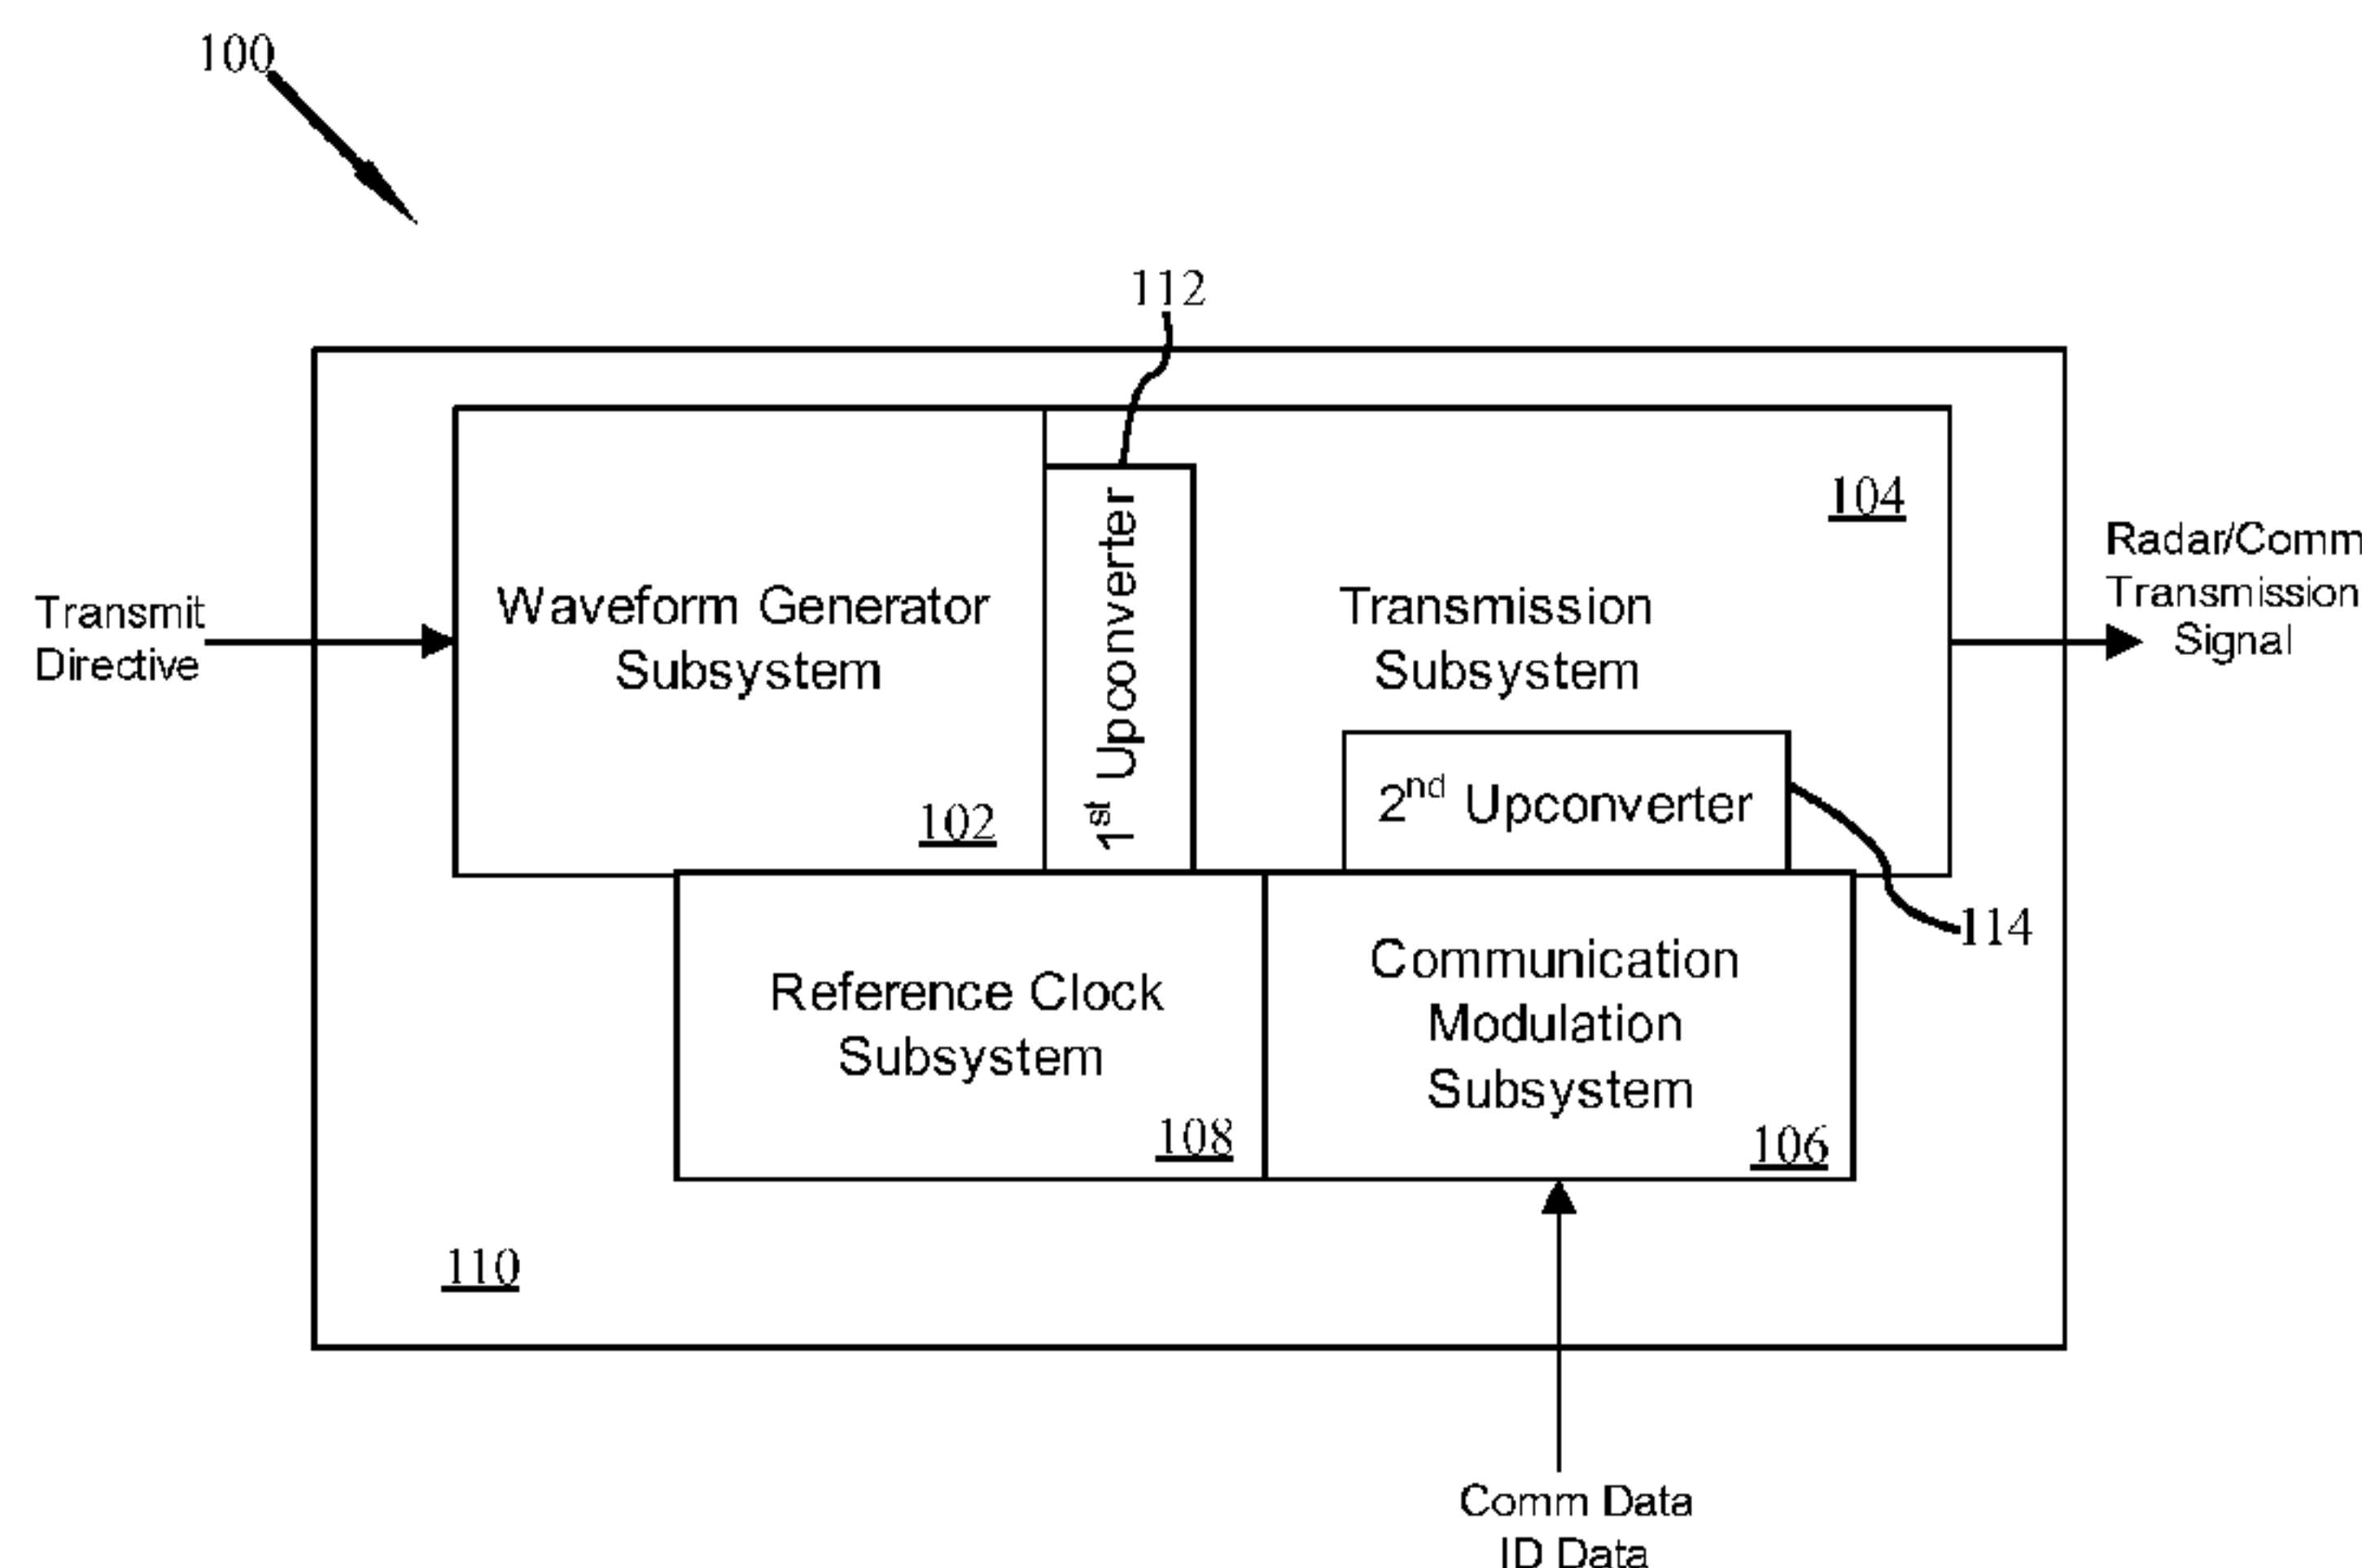 100
112
104
Radar/Comm
Transmission
Signal
Transmit
Directive
Waveform Generator
Subsystem
102
1st Upconverter
Transmission
Subsystem
2nd Upconverter
114
Reference Clock
Subsystem
108
Communication
Modulation
Subsystem
106
110
Comm Data
ID Data